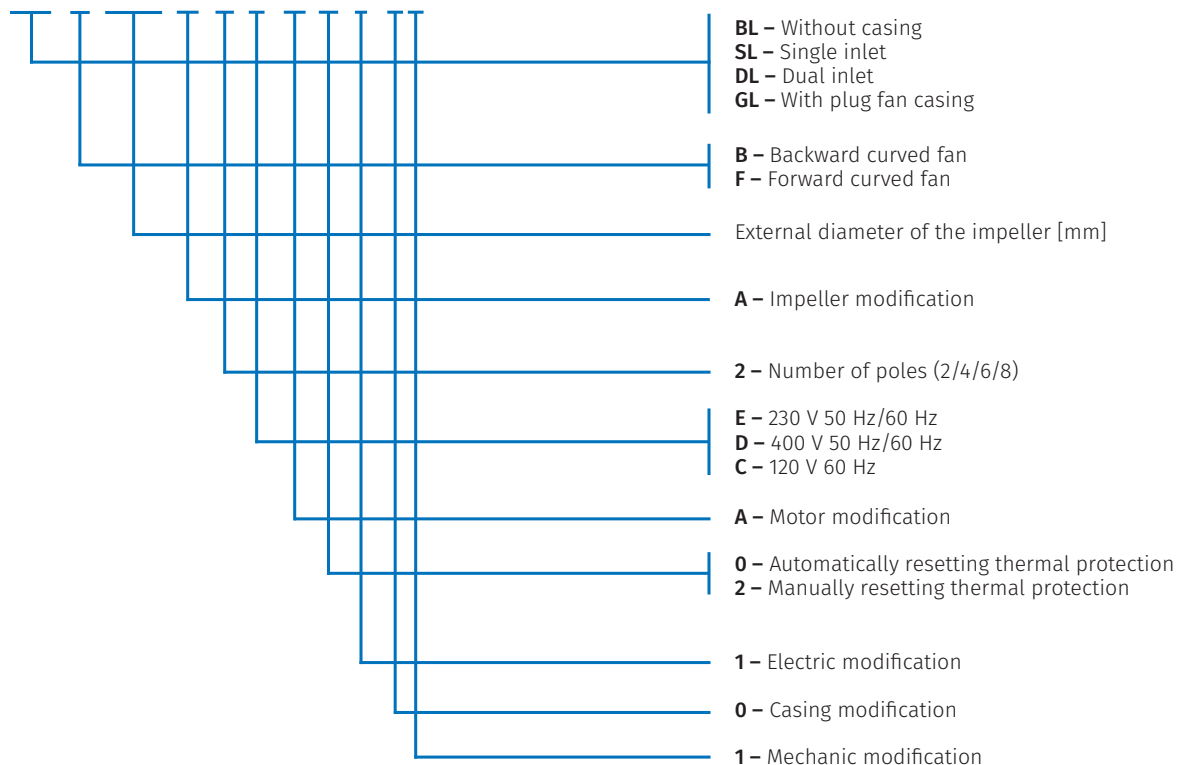 BL – Without casing
SL – Single inlet
DL – Dual inlet
GL – With plug fan casing
B – Backward curved fan
F – Forward curved fan
External diameter of the impeller [mm]
A – Impeller modification
2 – Number of poles (2/4/6/8)
E – 230 V 50 Hz/60 Hz
D – 400 V 50 Hz/60 Hz
C – 120 V 60 Hz
A – Motor modification
0 – Automatically resetting thermal protection
2 – Manually resetting thermal protection
1 – Electric modification
0 – Casing modification
1 – Mechanic modification